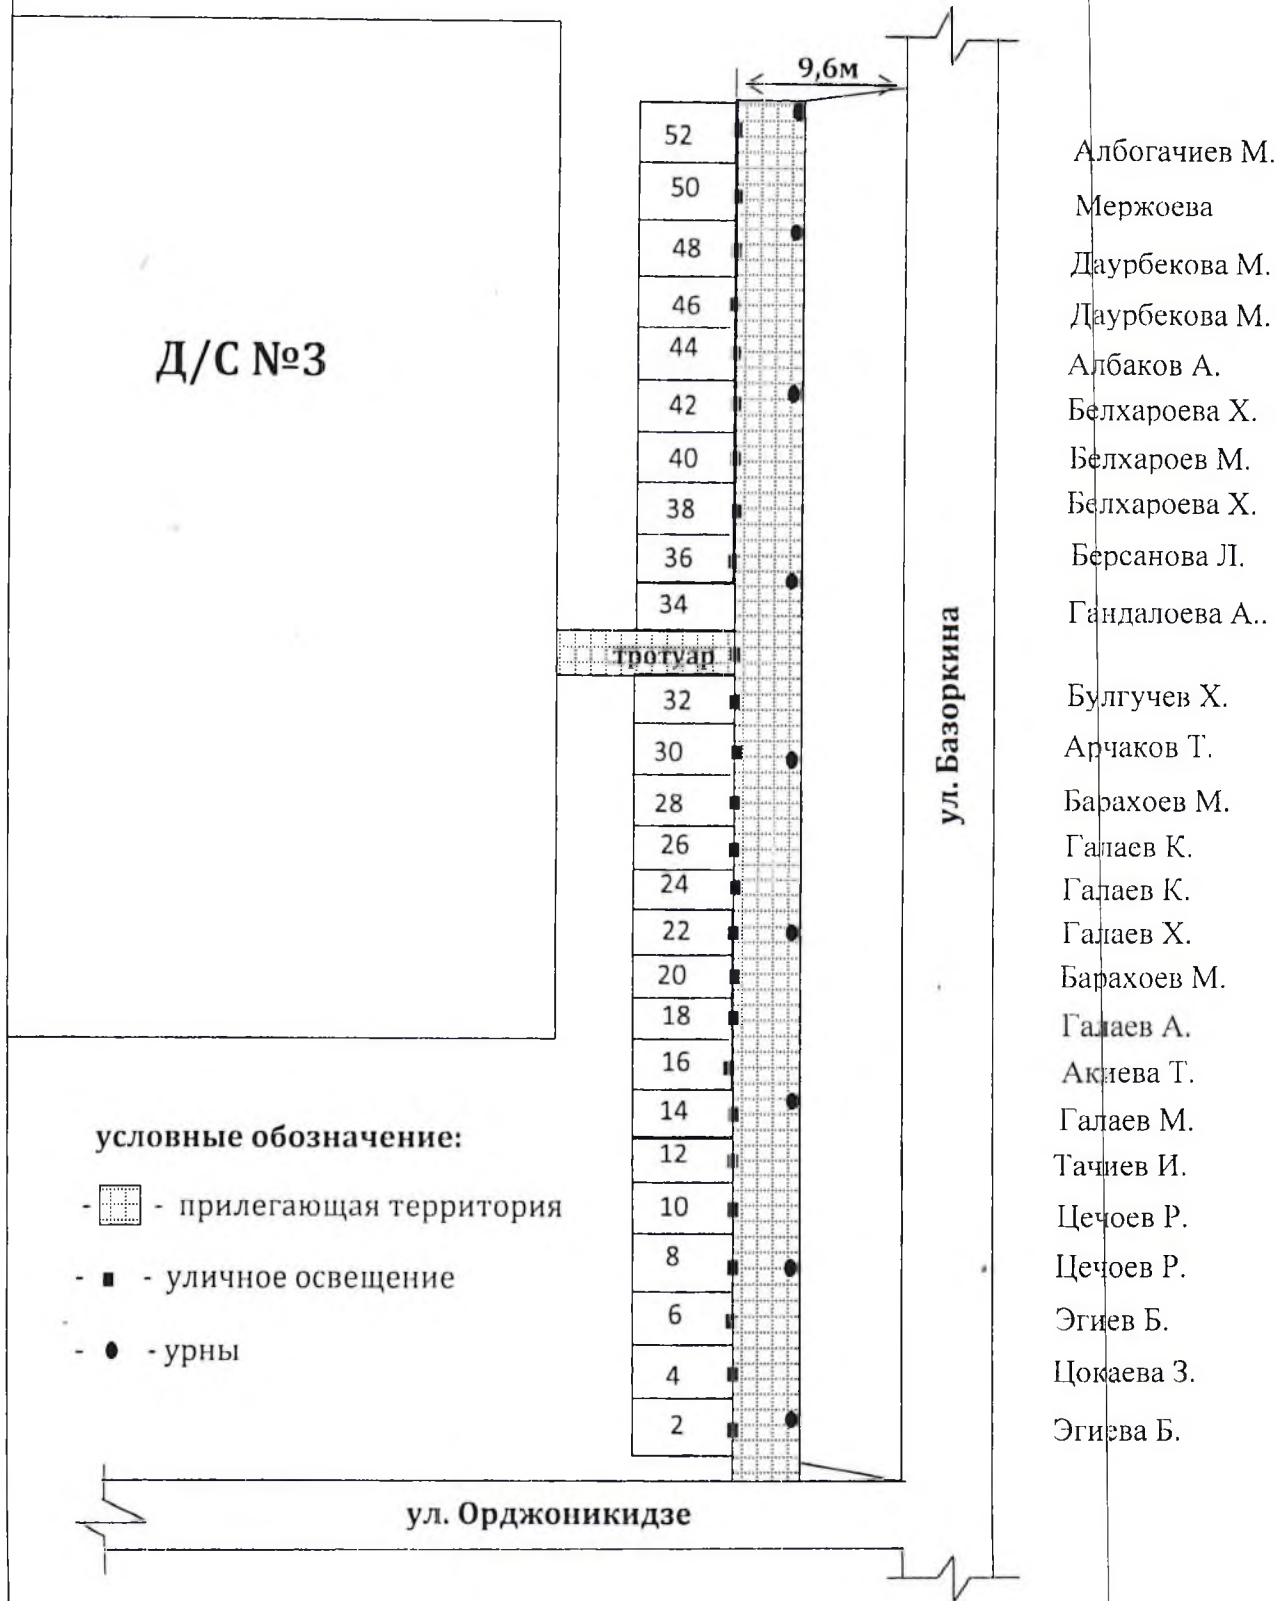 9,6м
52
50
48
46
44
42
40
38
36
34
тротуар
32
30
28
26
24
22
20
18
16
14
12
10
8
6
4
2
Д/С №3
ул. Базоркина
ул. Орджоникидзе
условные обозначение:
- - прилегающая территория
- - уличное освещение
- - урны
Албогачиев М.
Мержоева
Даурбекова М.
Даурбекова М.
Албаков А.
Белхароева Х.
Белхароев М.
Белхароева Х.
Берсанова Л.
Гандалоева А..
Булгучев Х.
Арчаков Т.
Барахоев М.
Галаев К.
Галаев К.
Галаев Х.
Барахоев М.
Галаев А.
Акиева Т.
Галаев М.
Тачиев И.
Цечоев Р.
Цечоев Р.
Эгиев Б.
Цокаева З.
Эгиева Б.